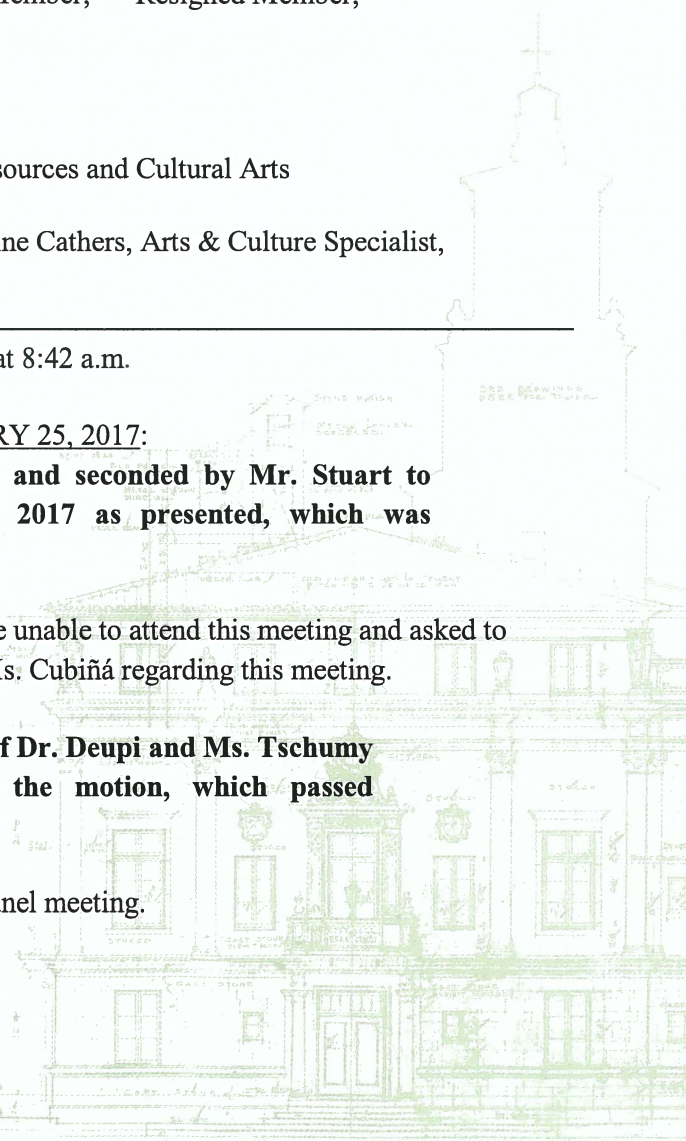 Resigned Member,
sources and Cultural Arts
ine Cathers, Arts & Culture Specialist,
at 8:42 a.m.
RY 25, 2017:
and seconded by Mr. Stuart to
2017 as presented, which was
e unable to attend this meeting and asked to
s. Cubiñá regarding this meeting.
f Dr. Deupi and Ms. Tschumy
the motion, which passed
nel meeting.